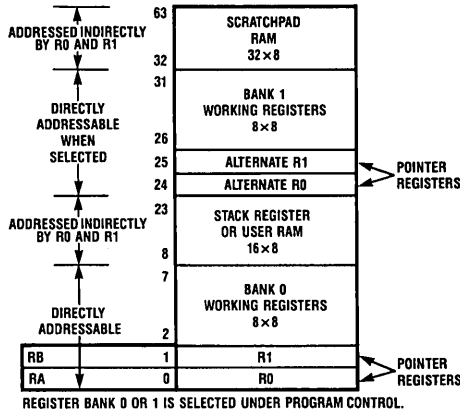 63
SCRATCHPAD
RAM
32×8
ADDRESSED INDIRECTLY
BY R0 AND R1
32
31
BANK 1
WORKING REGISTERS
8×8
DIRECTLY
ADDRESSABLE
WHEN
SELECTED
26
25 ALTERNATE R1
24 ALTERNATE R0
POINTER
REGISTERS
23
STACK REGISTER
OR USER RAM
16×8
ADDRESSED INDIRECTLY
BY R0 AND R1
8
7
BANK 0
WORKING REGISTERS
8×8
DIRECTLY
ADDRESSABLE
2
RB 1 R1
RA 0 R0
POINTER
REGISTERS
REGISTER BANK 0 OR 1 IS SELECTED UNDER PROGRAM CONTROL.